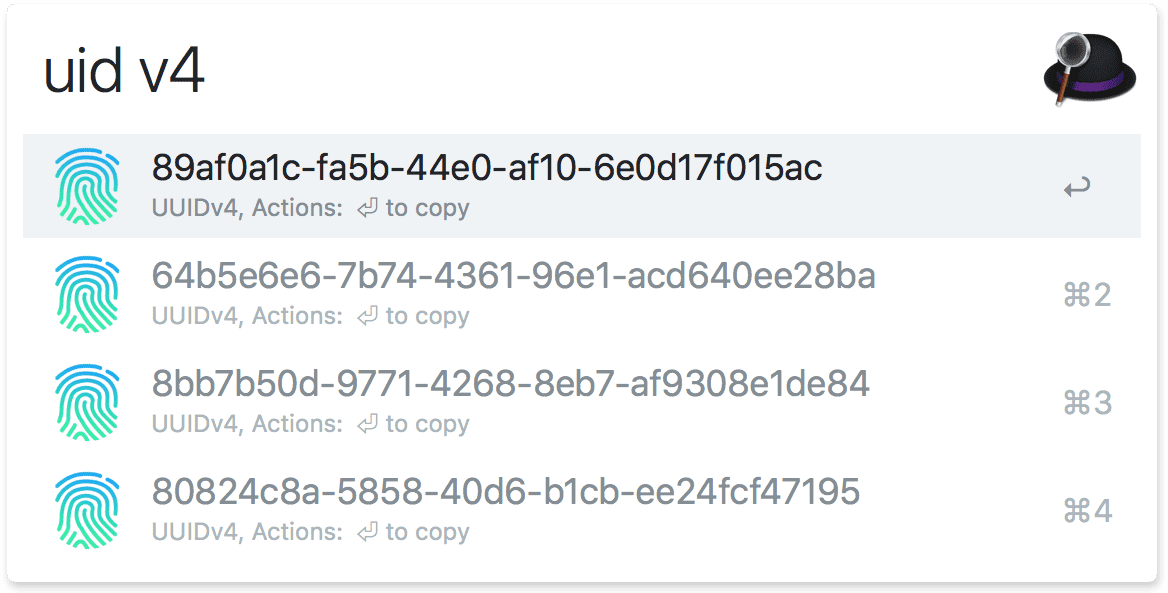 uid v4
89af0a1c-fa5b-44e0-af10-6e0d17f015ac
UUIDv4, Actions: ⏎ to copy
↩
64b5e6e6-7b74-4361-96e1-acd640ee28ba
UUIDv4, Actions: ⏎ to copy
⌘2
8bb7b50d-9771-4268-8eb7-af9308e1de84
UUIDv4, Actions: ⏎ to copy
⌘3
80824c8a-5858-40d6-b1cb-ee24fcf47195
UUIDv4, Actions: ⏎ to copy
⌘4